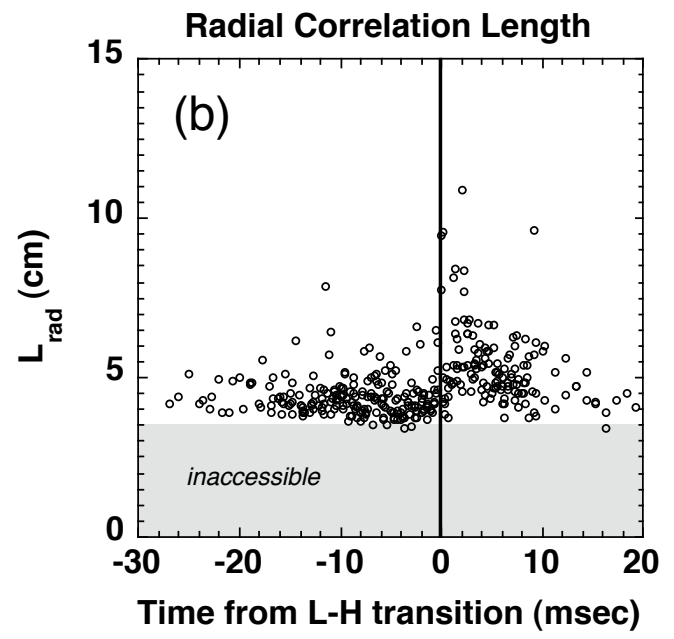 Radial Correlation Length
15
(b)
10
L_rad (cm)
5
inaccessible
0
-30 -20 -10 0 10 20
Time from L-H transition (msec)